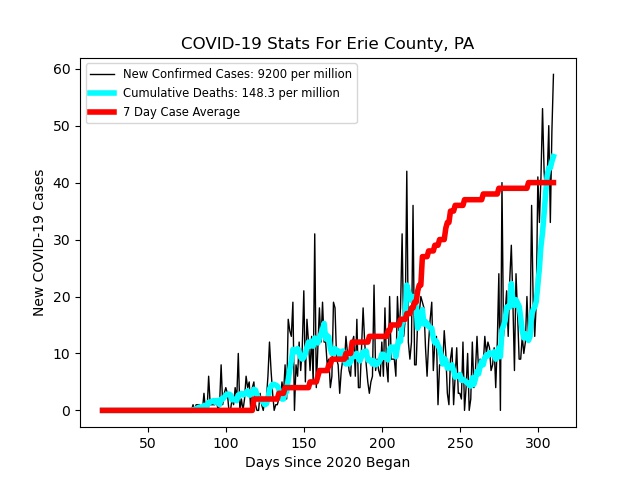 COVID-19 Stats For Erie County, PA
New Confirmed Cases: 9200 per million
Cumulative Deaths: 148.3 per million
7 Day Case Average
New COVID-19 Cases
60
50
40
30
20
10
0
50 100 150 200 250 300
Days Since 2020 Began